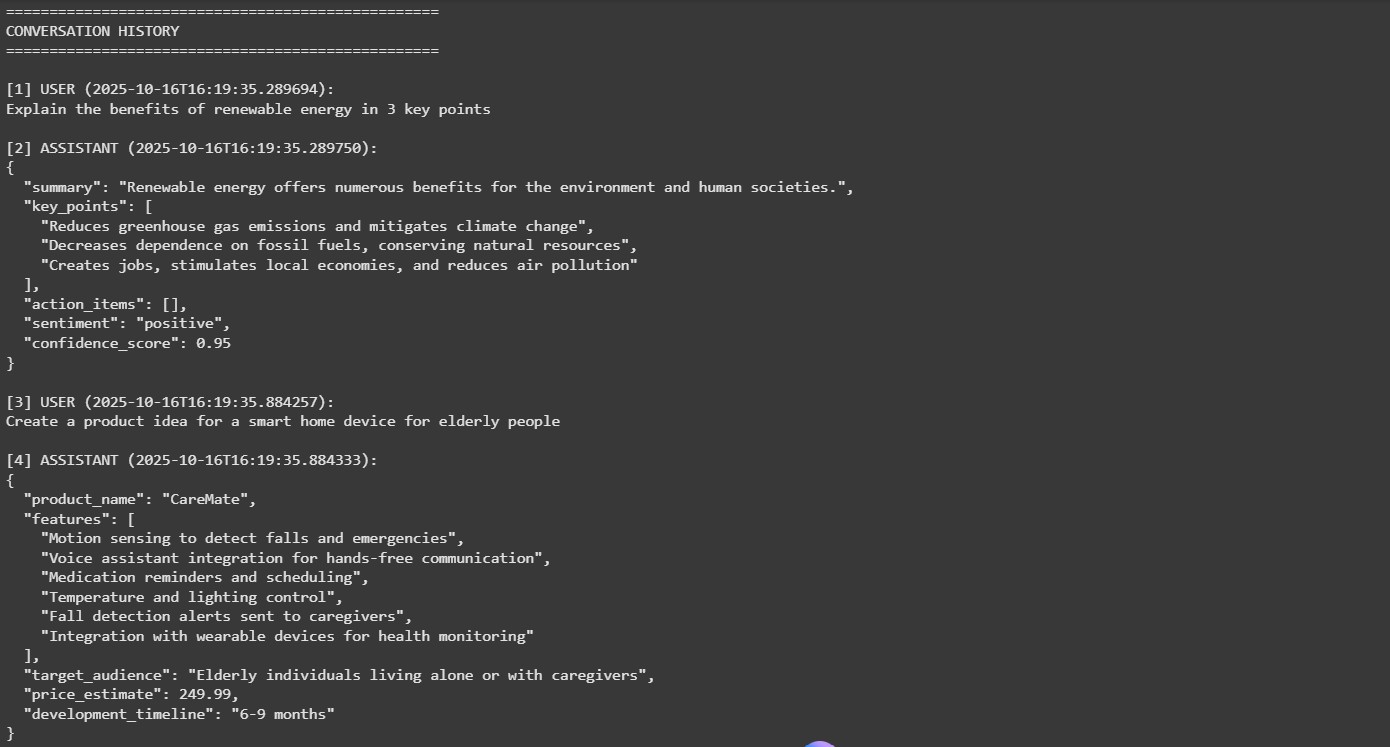 ==================================================
CONVERSATION HISTORY
==================================================
[1] USER (2025-10-16T16:19:35.289694):
Explain the benefits of renewable energy in 3 key points
[2] ASSISTANT (2025-10-16T16:19:35.289750):
{
  "summary": "Renewable energy offers numerous benefits for the environment and human societies.",
  "key_points": [
    "Reduces greenhouse gas emissions and mitigates climate change",
    "Decreases dependence on fossil fuels, conserving natural resources",
    "Creates jobs, stimulates local economies, and reduces air pollution"
  ],
  "action_items": [],
  "sentiment": "positive",
  "confidence_score": 0.95
}
[3] USER (2025-10-16T16:19:35.884257):
Create a product idea for a smart home device for elderly people
[4] ASSISTANT (2025-10-16T16:19:35.884333):
{
  "product_name": "CareMate",
  "features": [
    "Motion sensing to detect falls and emergencies",
    "Voice assistant integration for hands-free communication",
    "Medication reminders and scheduling",
    "Temperature and lighting control",
    "Fall detection alerts sent to caregivers",
    "Integration with wearable devices for health monitoring"
  ],
  "target_audience": "Elderly individuals living alone or with caregivers",
  "price_estimate": 249.99,
  "development_timeline": "6-9 months"
}